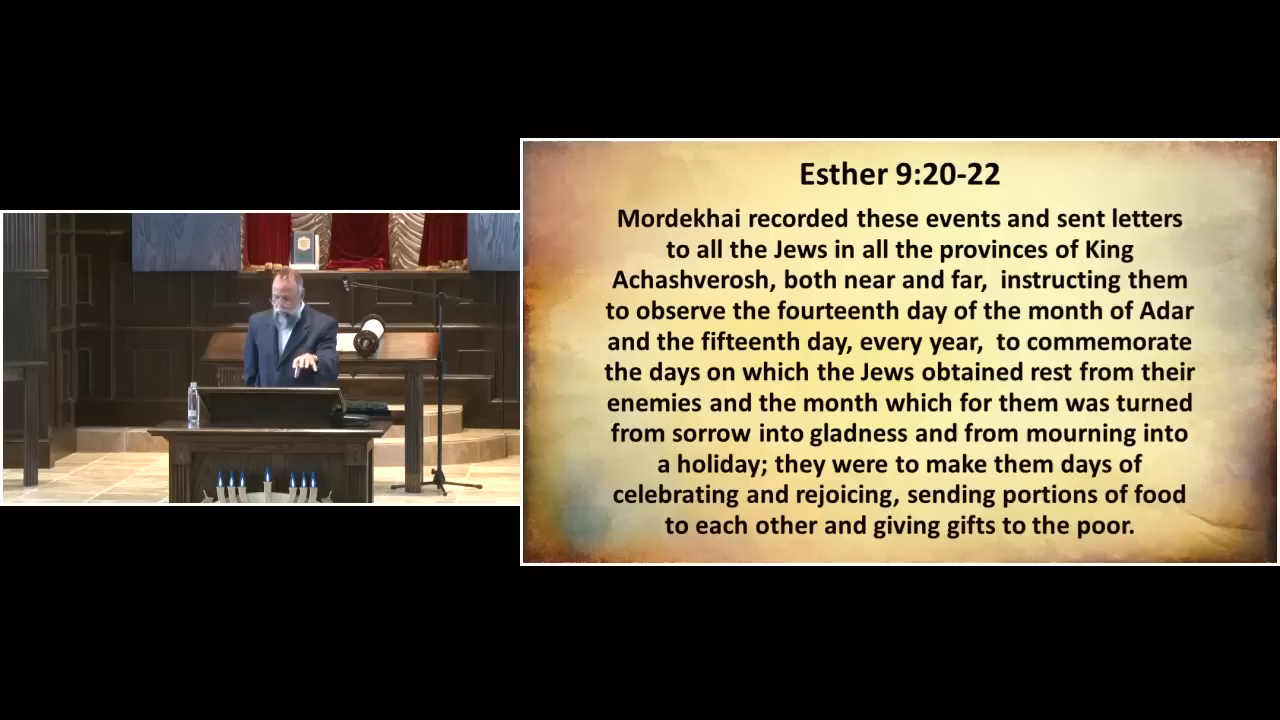 Esther 9:20-22
Mordekhai recorded these events and sent letters
to all the Jews in all the provinces of King
Achashverosh, both near and far,  instructing them
to observe the fourteenth day of the month of Adar
and the fifteenth day, every year,  to commemorate
the days on which the Jews obtained rest from their
enemies and the month which for them was turned
from sorrow into gladness and from mourning into
a holiday; they were to make them days of
celebrating and rejoicing, sending portions of food
to each other and giving gifts to the poor.